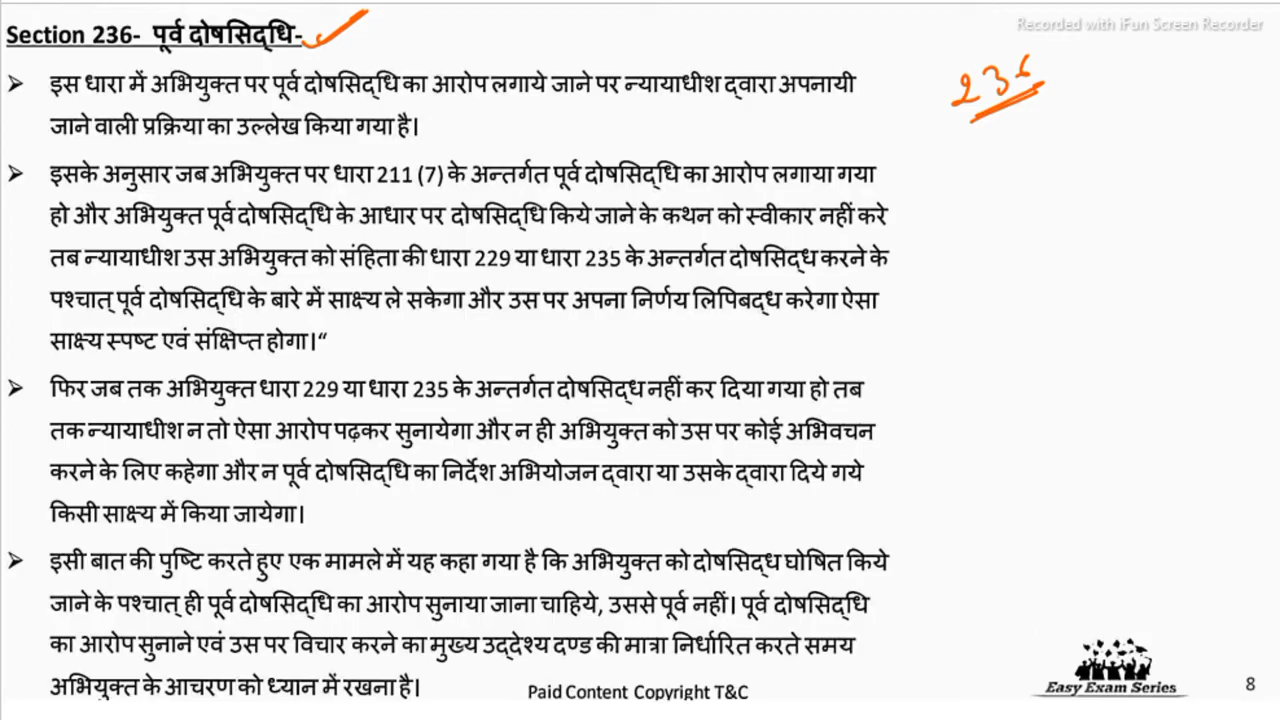 Section 236- पूर्व दोषसिद्धि-
Recorded with iFun Screen Recorder
236
➢ इस धारा में अभियुक्त पर पूर्व दोषसिद्धि का आरोप लगाये जाने पर न्यायाधीश द्वारा अपनायी
जाने वाली प्रक्रिया का उल्लेख किया गया है।
➢ इसके अनुसार जब अभियुक्त पर धारा 211 (7) के अन्तर्गत पूर्व दोषसिद्धि का आरोप लगाया गया
हो और अभियुक्त पूर्व दोषसिद्धि के आधार पर दोषसिद्धि किये जाने के कथन को स्वीकार नहीं करे
तब न्यायाधीश उस अभियुक्त को संहिता की धारा 229 या धारा 235 के अन्तर्गत दोषसिद्ध करने के
पश्चात् पूर्व दोषसिद्धि के बारे में साक्ष्य ले सकेगा और उस पर अपना निर्णय लिपिबद्ध करेगा ऐसा
साक्ष्य स्पष्ट एवं संक्षिप्त होगा।“
➢ फिर जब तक अभियुक्त धारा 229 या धारा 235 के अन्तर्गत दोषसिद्ध नहीं कर दिया गया हो तब
तक न्यायाधीश न तो ऐसा आरोप पढ़कर सुनायेगा और न ही अभियुक्त को उस पर कोई अभिवचन
करने के लिए कहेगा और न पूर्व दोषसिद्धि का निर्देश अभियोजन द्वारा या उसके द्वारा दिये गये
किसी साक्ष्य में किया जायेगा।
➢ इसी बात की पुष्टि करते हुए एक मामले में यह कहा गया है कि अभियुक्त को दोषसिद्ध घोषित किये
जाने के पश्चात् ही पूर्व दोषसिद्धि का आरोप सुनाया जाना चाहिये, उससे पूर्व नहीं। पूर्व दोषसिद्धि
का आरोप सुनाने एवं उस पर विचार करने का मुख्य उद्देश्य दण्ड की मात्रा निर्धारित करते समय
अभियुक्त के आचरण को ध्यान में रखना है।
Paid Content Copyright T&C
Easy Exam Series
8